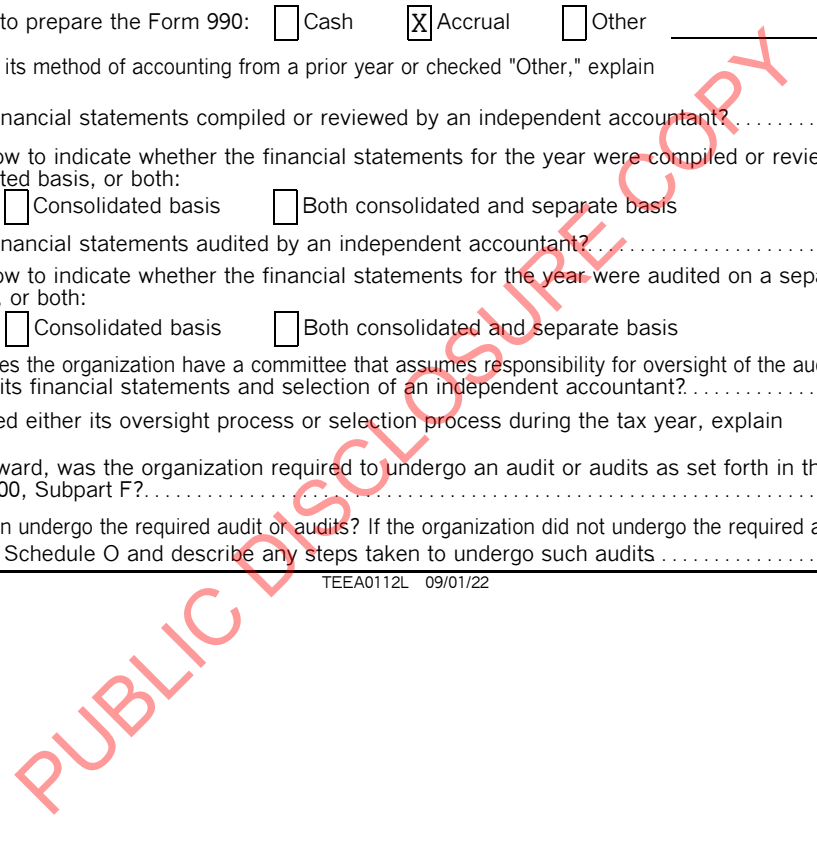 to prepare the Form 990: Cash X Accrual Other
its method of accounting from a prior year or checked "Other," explain
nancial statements compiled or reviewed by an independent accountant? . . . . . . . .
ow to indicate whether the financial statements for the year were compiled or revie
ted basis, or both:
Consolidated basis Both consolidated and separate basis
nancial statements audited by an independent accountant?. . . . . . . . . . . . . . . . . . . . . .
ow to indicate whether the financial statements for the year were audited on a sepa
, or both:
Consolidated basis Both consolidated and separate basis
es the organization have a committee that assumes responsibility for oversight of the aud
its financial statements and selection of an independent accountant?. . . . . . . . . . . . .
ed either its oversight process or selection process during the tax year, explain
ward, was the organization required to undergo an audit or audits as set forth in th
00, Subpart F?. . . . . . . . . . . . . . . . . . . . . . . . . . . . . . . . . . . . . . . . . . . . . . . . . . . . . . . . . . . . . . . .
n undergo the required audit or audits? If the organization did not undergo the required a
Schedule O and describe any steps taken to undergo such audits. . . . . . . . . . . . . . . .
TEEA0112L 09/01/22
PUBLIC DISCLOSURE COPY